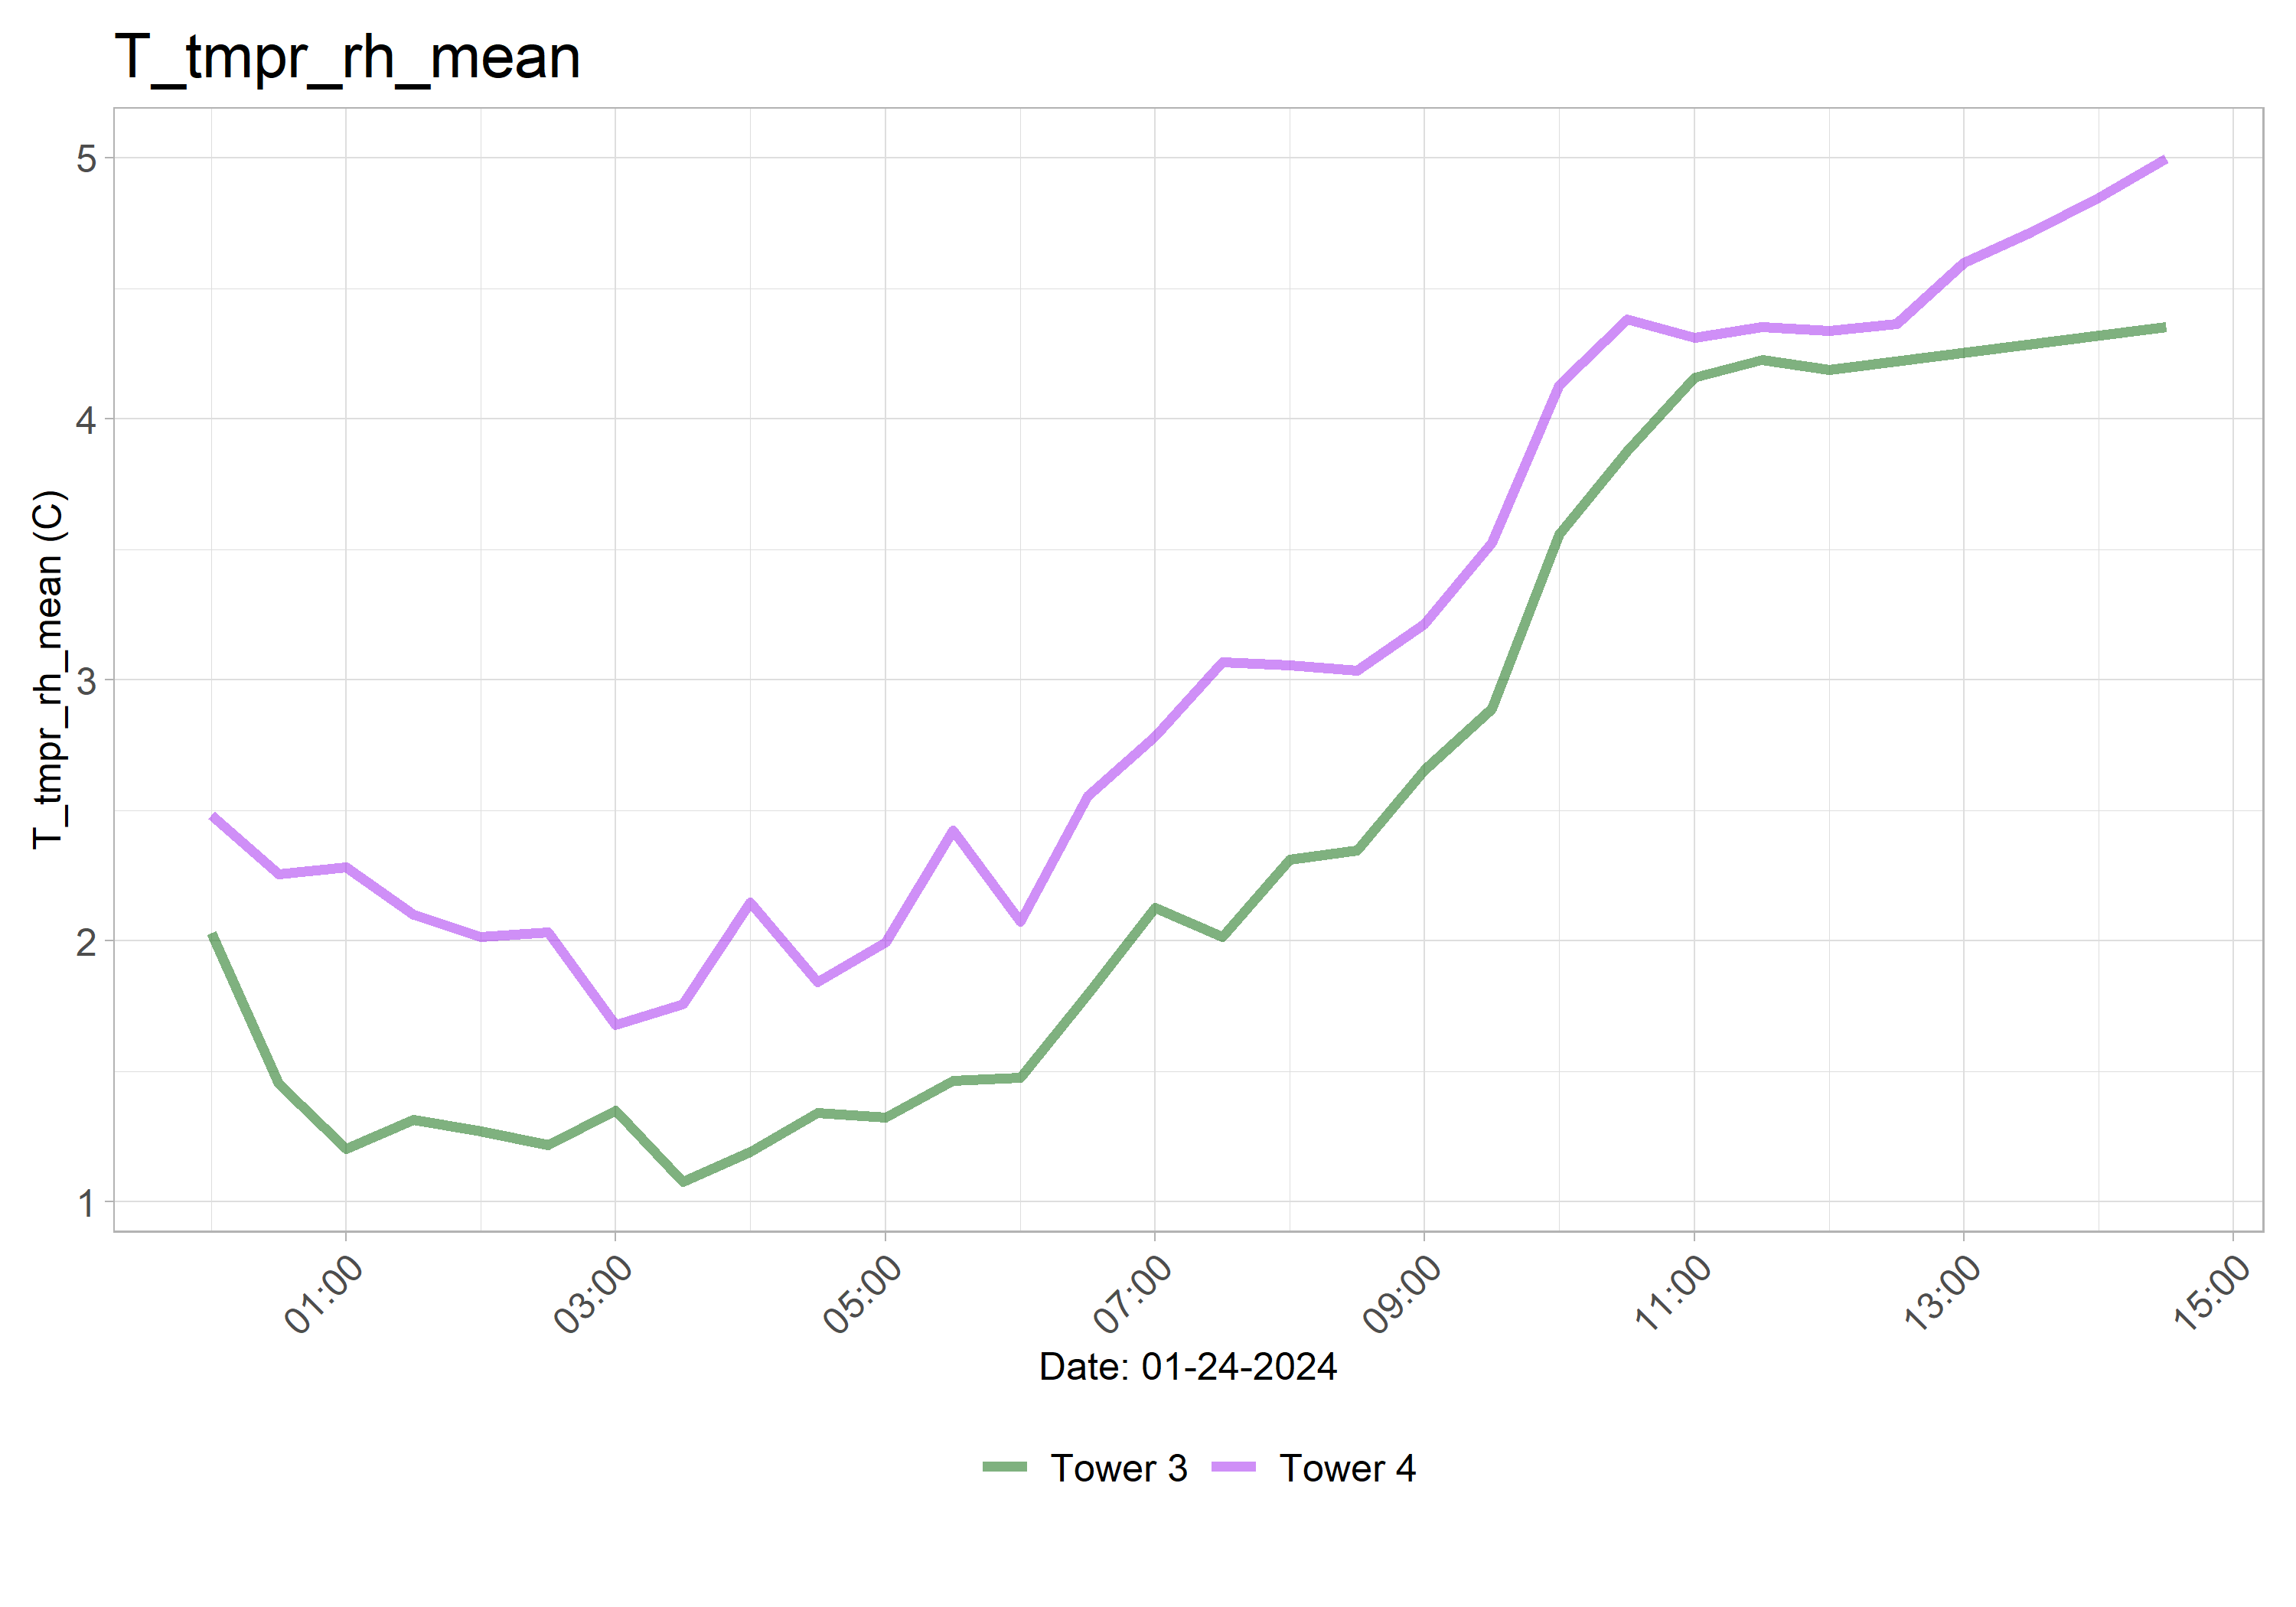 T_tmpr_rh_mean
T_tmpr_rh_mean (C)
5
4
3
2
1
01:00
03:00
05:00
07:00
09:00
11:00
13:00
15:00
Date: 01-24-2024
Tower 3
Tower 4